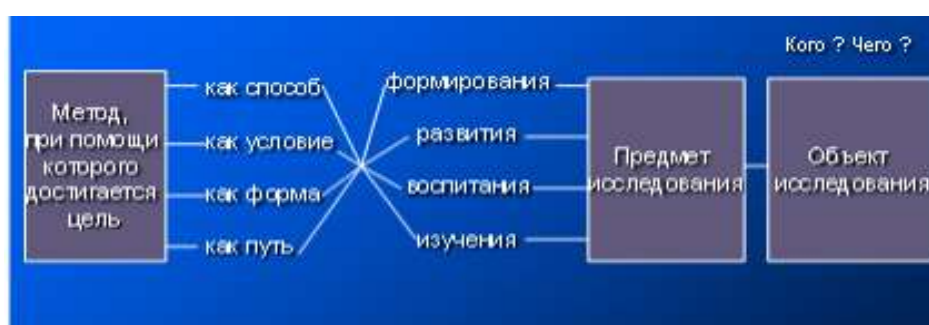 Кого ? Чего ?
Метод,
при помощи
которого
достигается
цель
как способ
как условие
как форма
как путь
формирования
развития
воспитания
изучения
Предмет
исследования
Объект
исследования